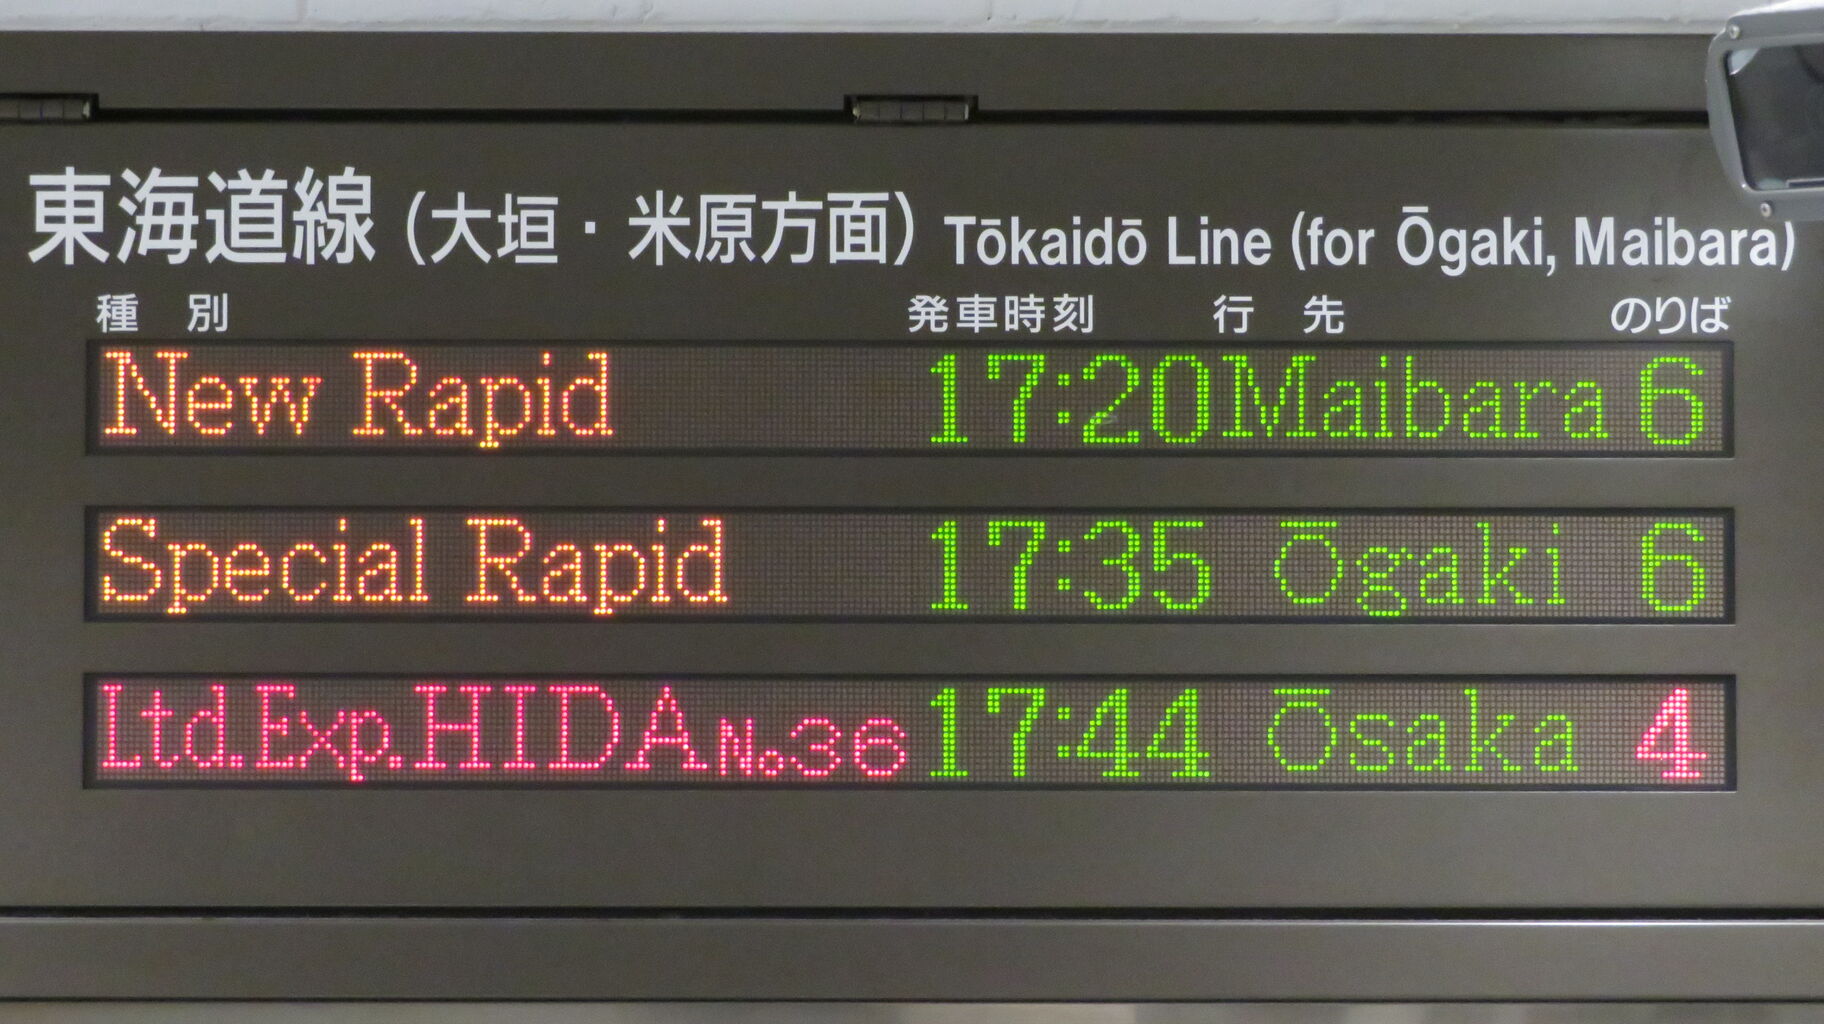 東海道線 (大垣・米原方面) Tōkaidō Line (for Ōgaki, Maibara)
種別 発車時刻 行先 のりば
New Rapid 17:20 Maibara 6
Special Rapid 17:35 Ōgaki 6
Ltd.Exp.HIDA No36 17:44 Ōsaka 4